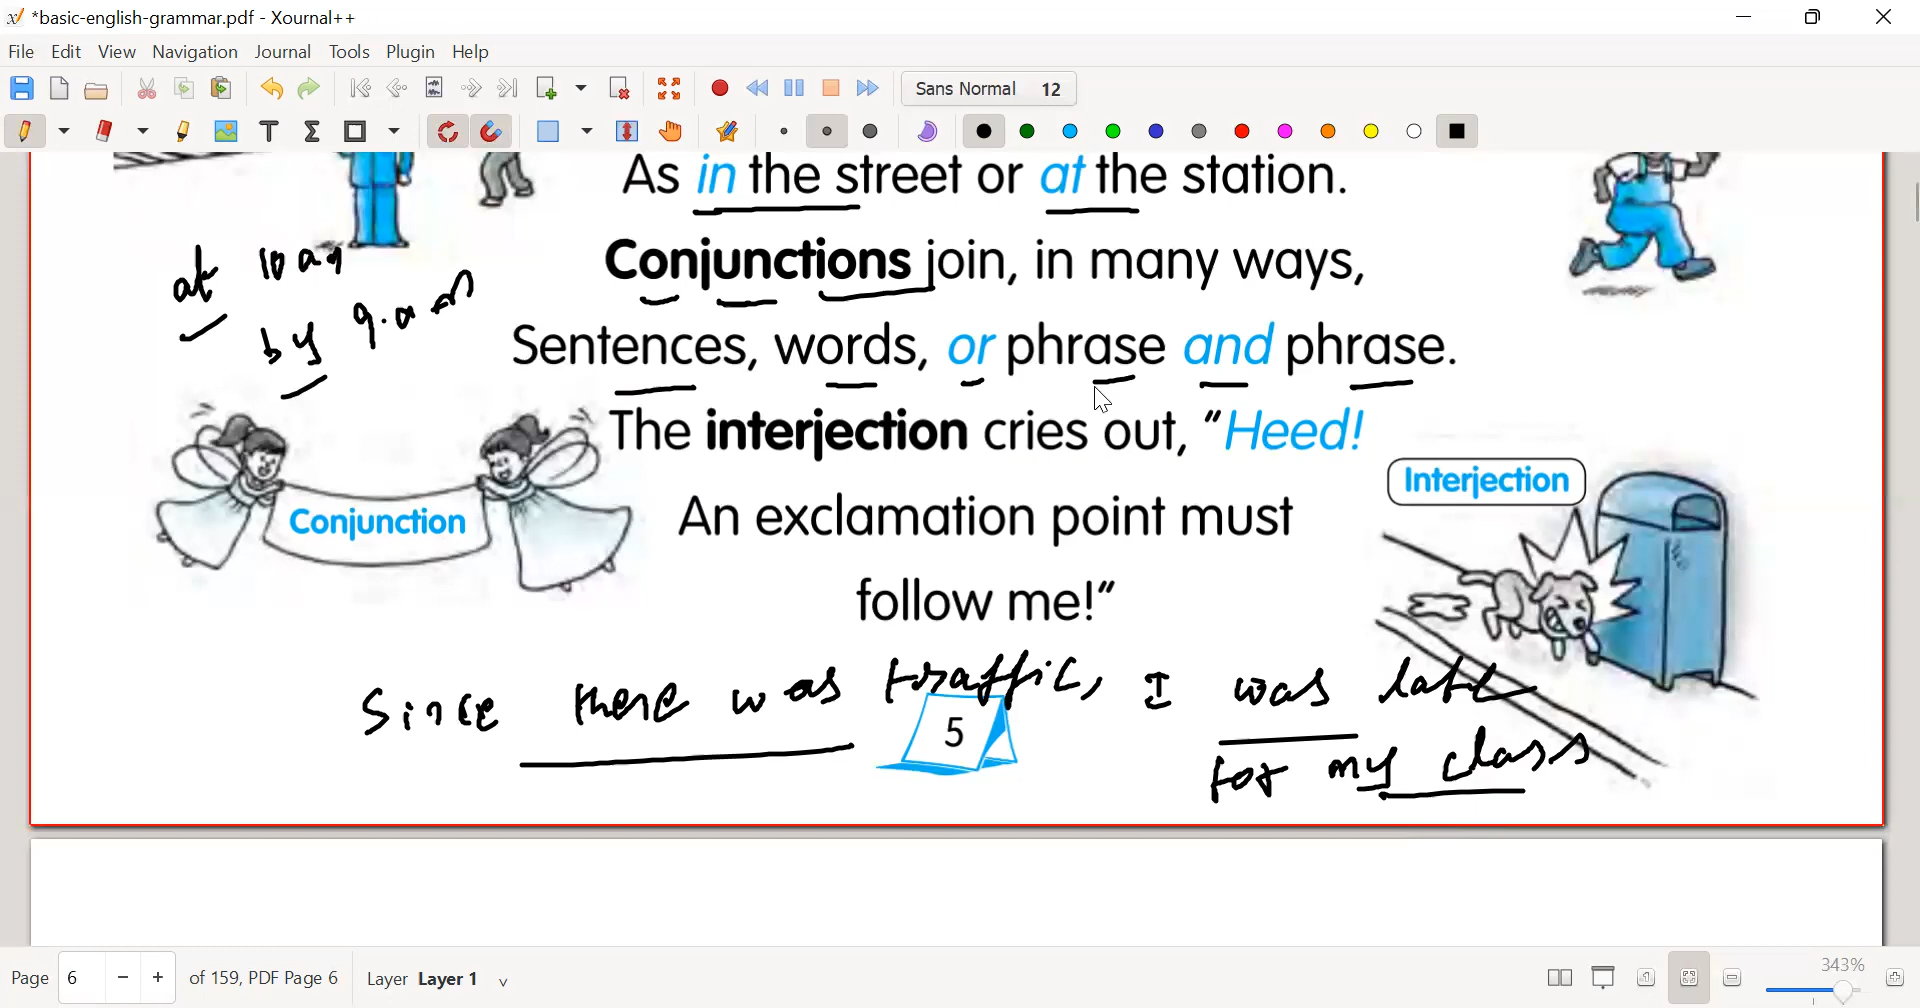 *basic-english-grammar.pdf - Xournal++
File Edit View Navigation Journal Tools Plugin Help
Sans Normal 12
As in the street or at the station.
Conjunctions join, in many ways,
at 10 am
by 9.am
Sentences, words, or phrase and phrase.
The interjection cries out, “Heed!
Interjection
Conjunction
An exclamation point must
follow me!”
Since there was traffic, I was late
for my class
5
Page 6 − + of 159, PDF Page 6 Layer Layer 1
343%